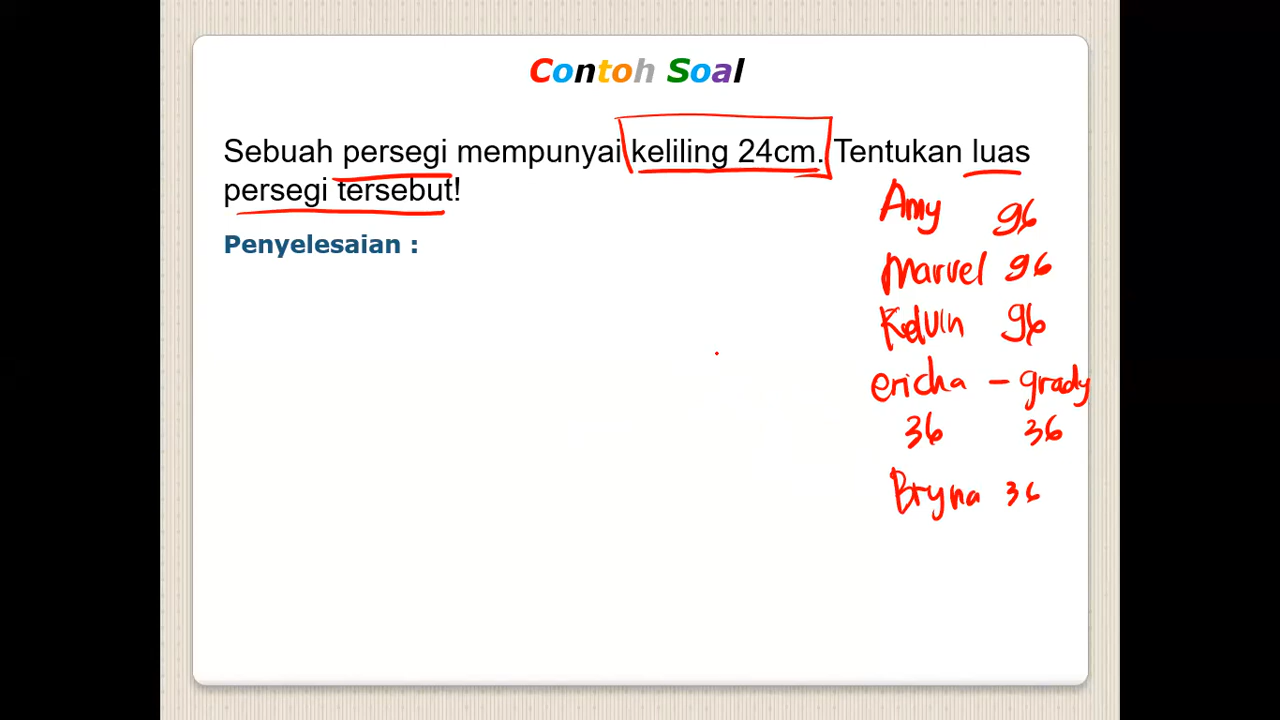 Contoh Soal
Sebuah persegi mempunyai keliling 24cm. Tentukan luas
persegi tersebut!
Penyelesaian :
Amy 96
Marvel 96
Kelvin 96
ericha - grady
36 36
Bryna 36